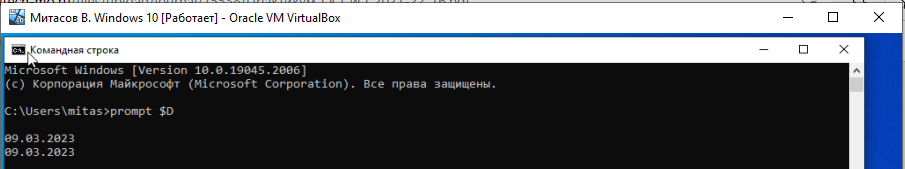 Митасов В. Windows 10 [Работает] - Oracle VM VirtualBox
Командная строка
Microsoft Windows [Version 10.0.19045.2006]
(c) Корпорация Майкрософт (Microsoft Corporation). Все права защищены.
C:\Users\mitas>prompt $D
09.03.2023
09.03.2023